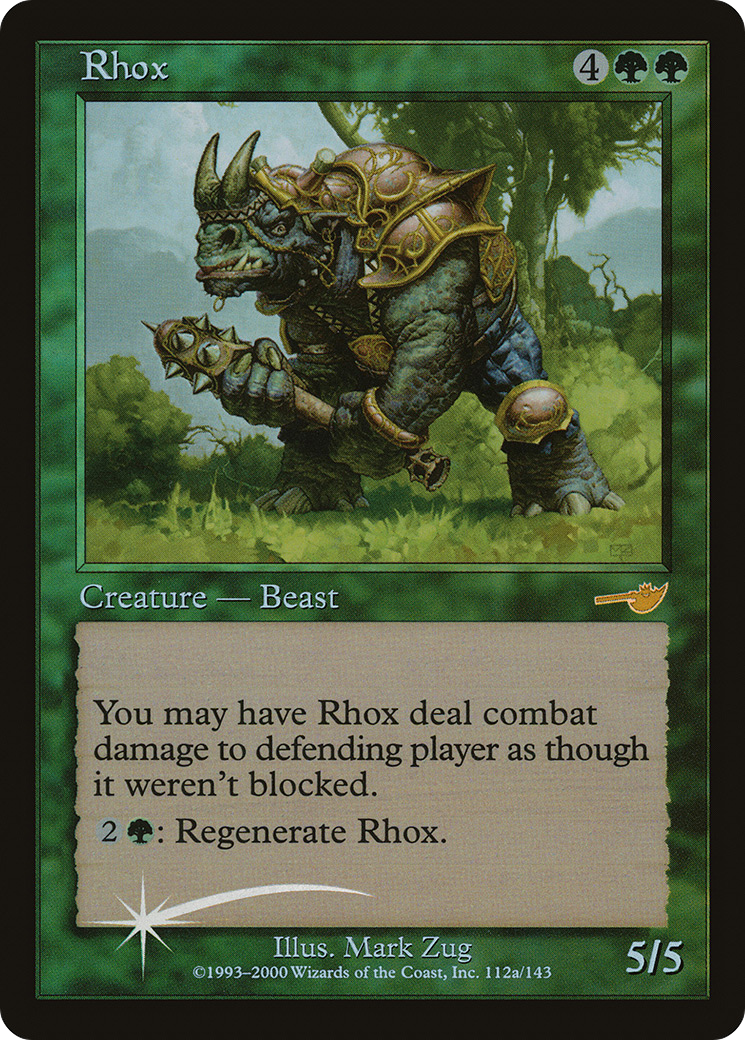 Rhox 4
Creature — Beast
You may have Rhox deal combat
damage to defending player as though
it weren't blocked.
2 : Regenerate Rhox.
Illus. Mark Zug
©1993–2000 Wizards of the Coast, Inc. 112a/143
5/5